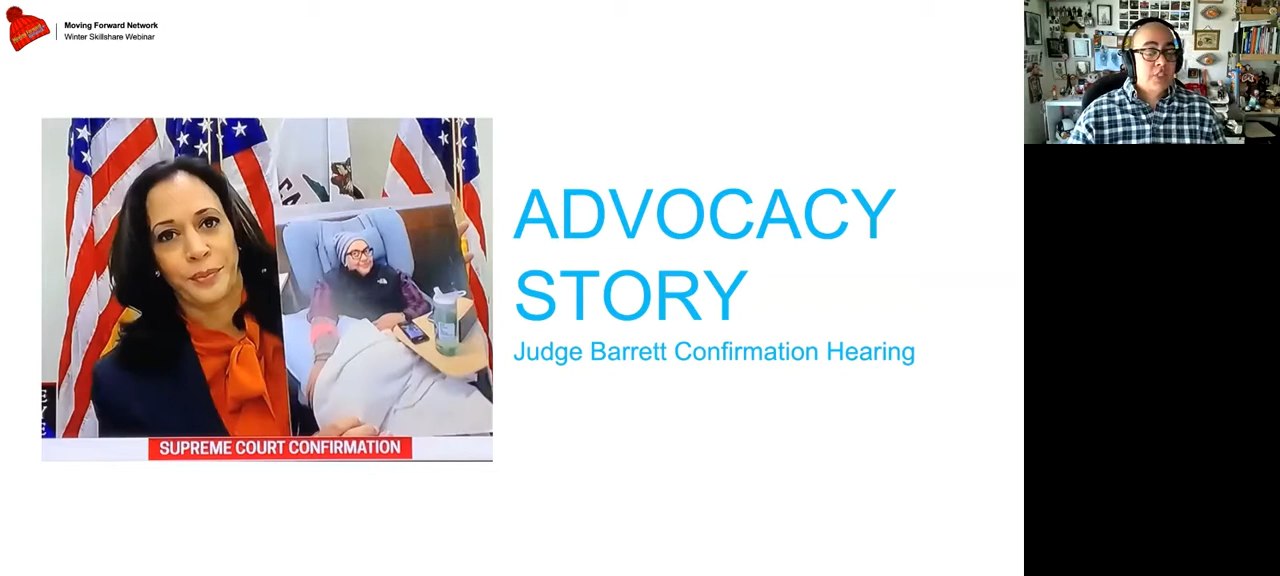 Moving Forward Network
Winter Skillshare Webinar
ADVOCACY
STORY
Judge Barrett Confirmation Hearing
SUPREME COURT CONFIRMATION